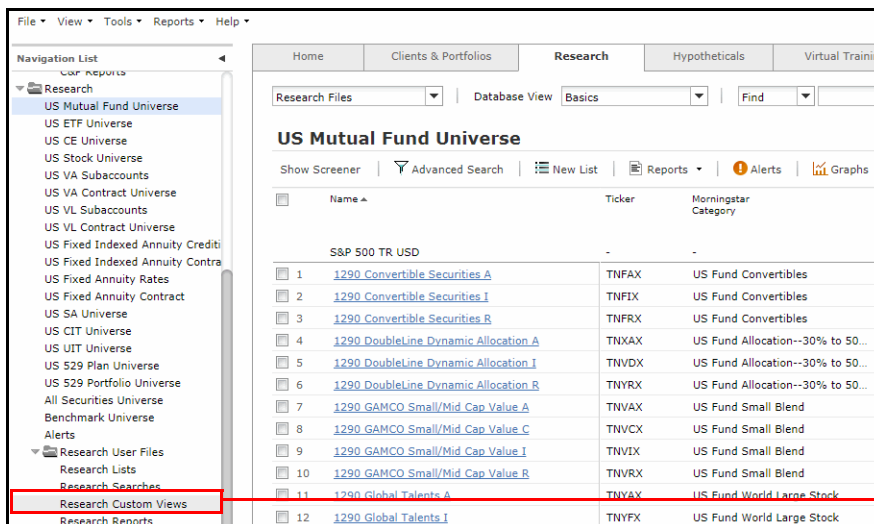 File View Tools Reports Help
Navigation List
C&P Reports
Research
US Mutual Fund Universe
US ETF Universe
US CE Universe
US Stock Universe
US VA Subaccounts
US VA Contract Universe
US VL Subaccounts
US VL Contract Universe
US Fixed Indexed Annuity Crediti
US Fixed Indexed Annuity Contra
US Fixed Annuity Rates
US Fixed Annuity Contract
US SA Universe
US CIT Universe
US UIT Universe
US 529 Plan Universe
US 529 Portfolio Universe
All Securities Universe
Benchmark Universe
Alerts
Research User Files
Research Lists
Research Searches
Research Custom Views
Research Reports
Home Clients & Portfolios Research Hypotheticals Virtual Traini
Research Files Database View Basics Find
US Mutual Fund Universe
Show Screener Advanced Search New List Reports Alerts Graphs
Name Ticker Morningstar
Category
S&P 500 TR USD - -
1 1290 Convertible Securities A TNFAX US Fund Convertibles
2 1290 Convertible Securities I TNFIX US Fund Convertibles
3 1290 Convertible Securities R TNFRX US Fund Convertibles
4 1290 DoubleLine Dynamic Allocation A TNXAX US Fund Allocation--30% to 50...
5 1290 DoubleLine Dynamic Allocation I TNVDX US Fund Allocation--30% to 50...
6 1290 DoubleLine Dynamic Allocation R TNYRX US Fund Allocation--30% to 50...
7 1290 GAMCO Small/Mid Cap Value A TNVAX US Fund Small Blend
8 1290 GAMCO Small/Mid Cap Value C TNVCX US Fund Small Blend
9 1290 GAMCO Small/Mid Cap Value I TNVIX US Fund Small Blend
10 1290 GAMCO Small/Mid Cap Value R TNVRX US Fund Small Blend
11 1290 Global Talents A TNYAX US Fund World Large Stock
12 1290 Global Talents I TNYFX US Fund World Large Stock